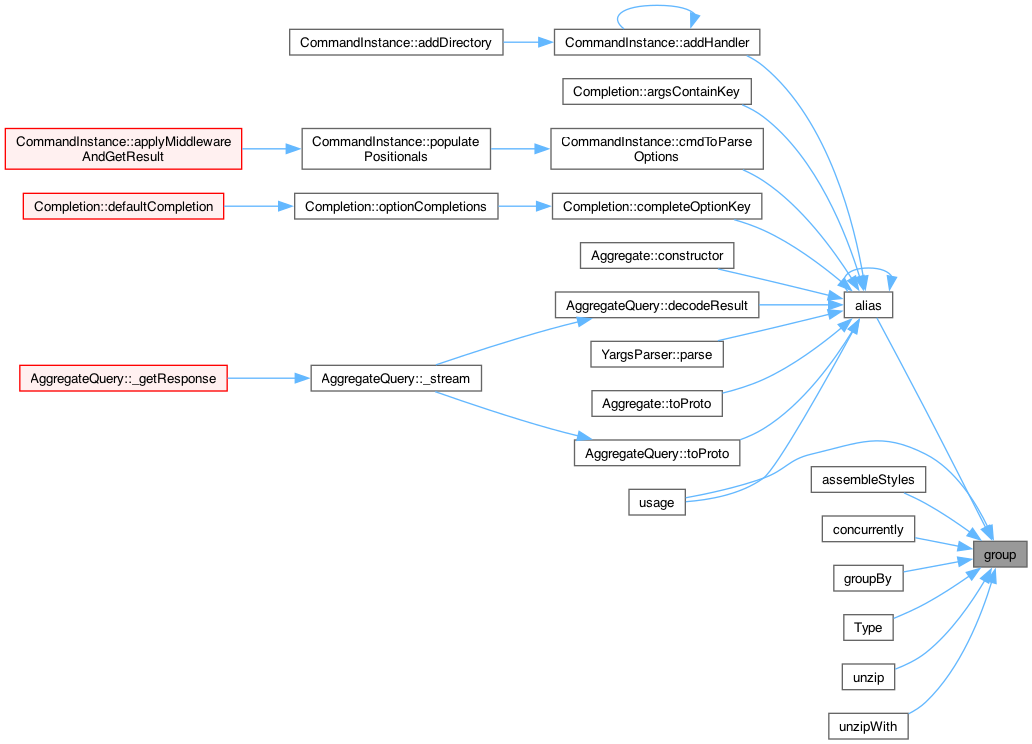 CommandInstance::addDirectory
CommandInstance::addHandler
Completion::argsContainKey
CommandInstance::applyMiddleware
AndGetResult
CommandInstance::populate
Positionals
CommandInstance::cmdToParse
Options
Completion::defaultCompletion
Completion::optionCompletions
Completion::completeOptionKey
Aggregate::constructor
AggregateQuery::decodeResult
alias
YargsParser::parse
AggregateQuery::_getResponse
AggregateQuery::_stream
Aggregate::toProto
AggregateQuery::toProto
usage
assembleStyles
concurrently
group
groupBy
Type
unzip
unzipWith